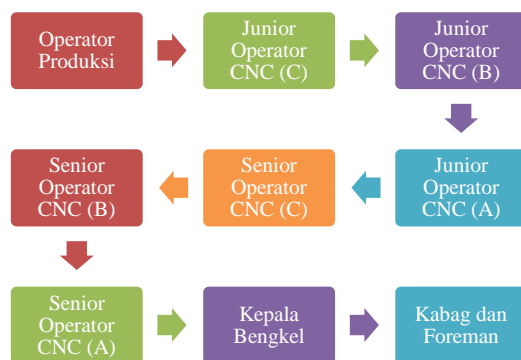 Operator
Produksi
Junior
Operator
CNC (C)
Junior
Operator
CNC (B)
Junior
Operator
CNC (A)
Senior
Operator
CNC (C)
Senior
Operator
CNC (B)
Senior
Operator
CNC (A)
Kepala
Bengkel
Kabag dan
Foreman